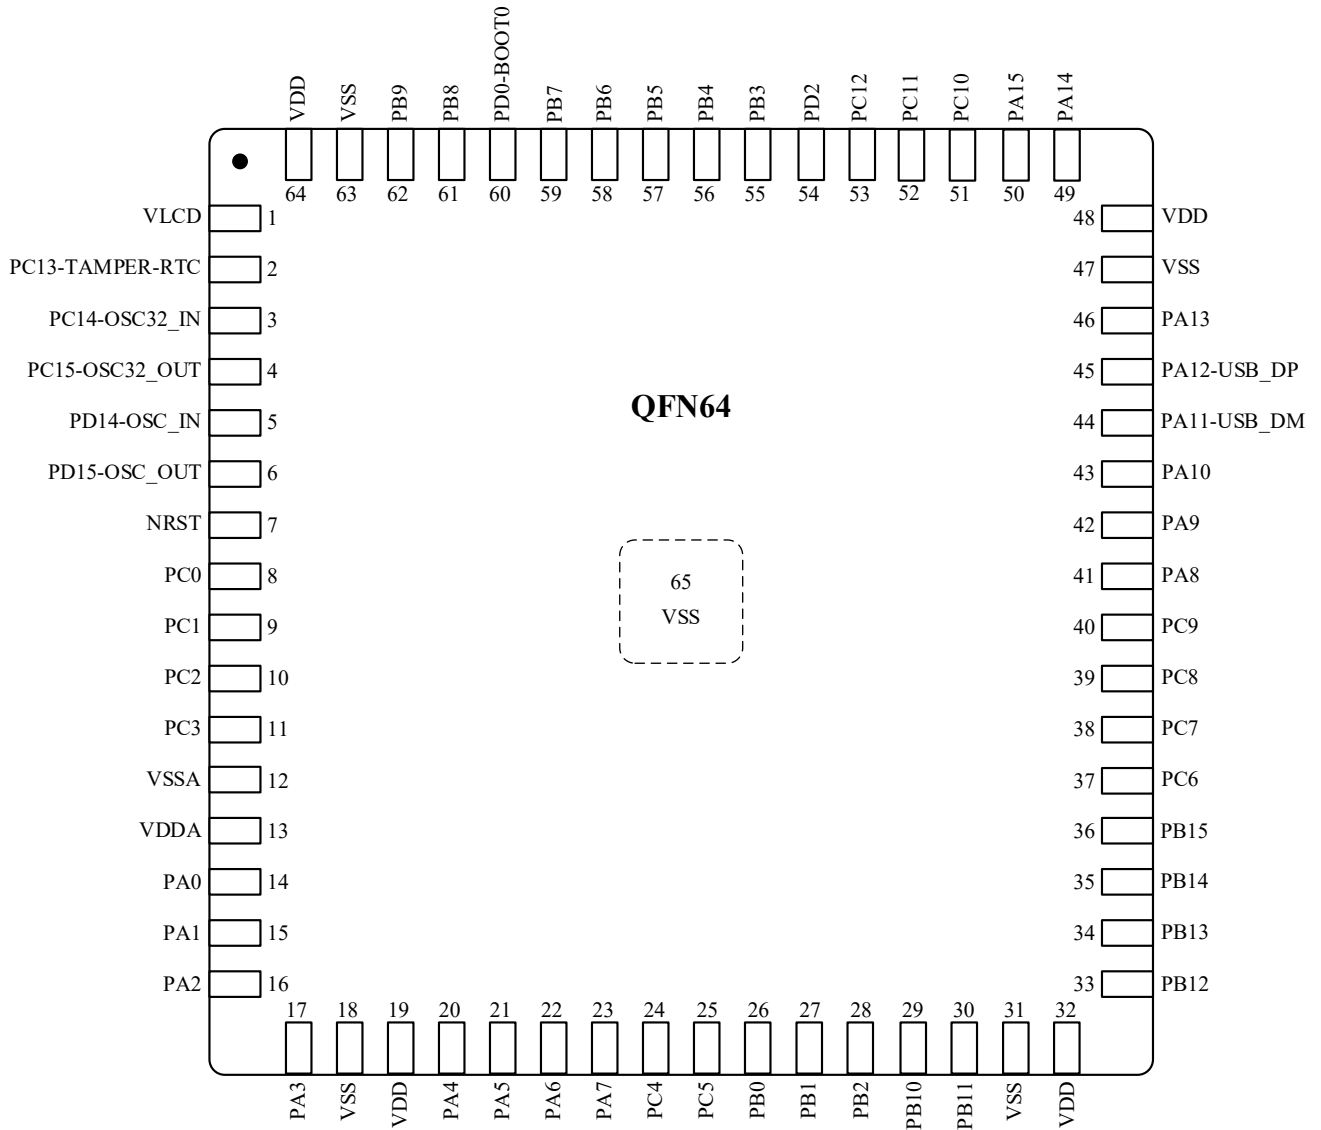 VDD
VSS
PB9
PB8
PD0-BOOT0
PB7
PB6
PB5
PB4
PB3
PD2
PC12
PC11
PC10
PA15
PA14
64
63
62
61
60
59
58
57
56
55
54
53
52
51
50
49
VLCD 1
PC13-TAMPER-RTC 2
PC14-OSC32_IN 3
PC15-OSC32_OUT 4
PD14-OSC_IN 5
PD15-OSC_OUT 6
NRST 7
PC0 8
PC1 9
PC2 10
PC3 11
VSSA 12
VDDA 13
PA0 14
PA1 15
PA2 16
QFN64
65
VSS
48 VDD
47 VSS
46 PA13
45 PA12-USB_DP
44 PA11-USB_DM
43 PA10
42 PA9
41 PA8
40 PC9
39 PC8
38 PC7
37 PC6
36 PB15
35 PB14
34 PB13
33 PB12
17
18
19
20
21
22
23
24
25
26
27
28
29
30
31
32
PA3
VSS
VDD
PA4
PA5
PA6
PA7
PC4
PC5
PB0
PB1
PB2
PB10
PB11
VSS
VDD